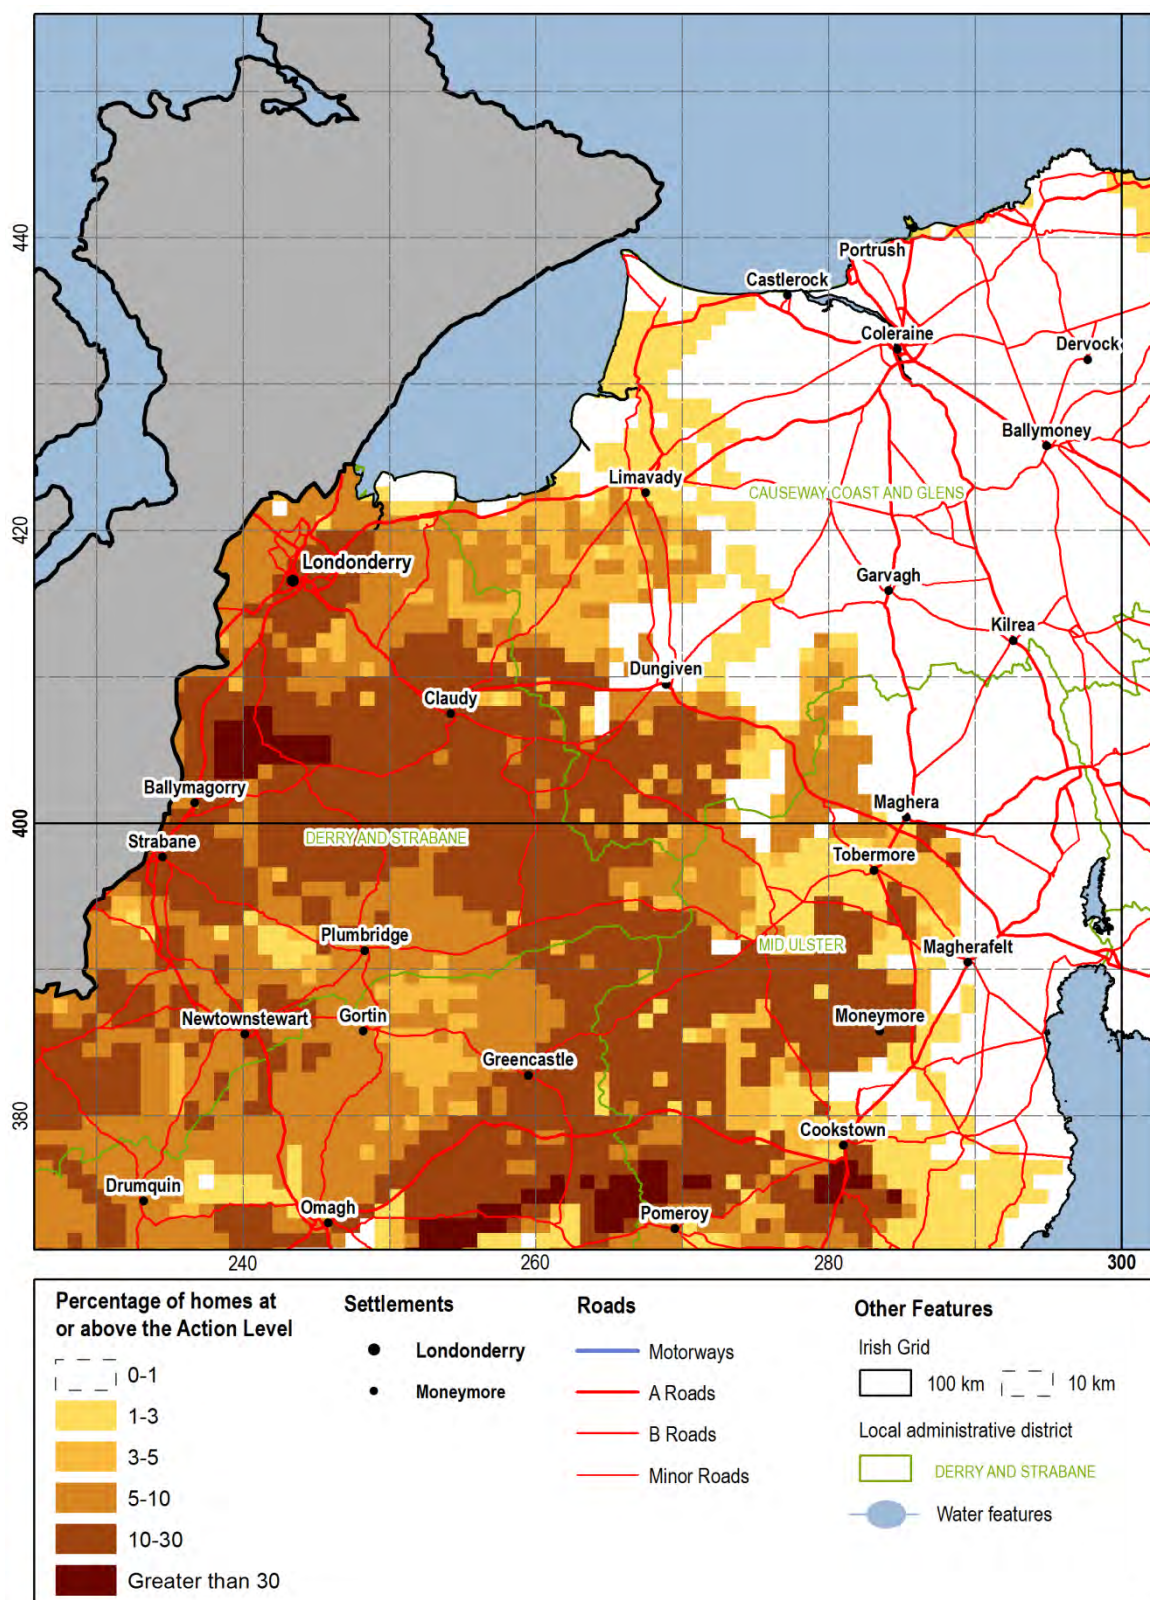 440
Portrush
Castlerock
Coleraine
Dervock
Ballymoney
Limavady
CAUSEWAY COAST AND GLENS
420
Londonderry
Garvagh
Kilrea
Dungiven
Claudy
Ballymagorry
Maghera
400
Strabane
DERRY AND STRABANE
Tobermore
Plumbridge
MID ULSTER
Magherafelt
Newtownstewart
Gortin
Moneymore
Greencastle
380
Cookstown
Drumquin
Omagh
Pomeroy
240
260
280
300
Percentage of homes at
or above the Action Level
0-1
1-3
3-5
5-10
10-30
Greater than 30
Settlements
Londonderry
Moneymore
Roads
Motorways
A Roads
B Roads
Minor Roads
Other Features
Irish Grid
100 km
10 km
Local administrative district
DERRY AND STRABANE
Water features